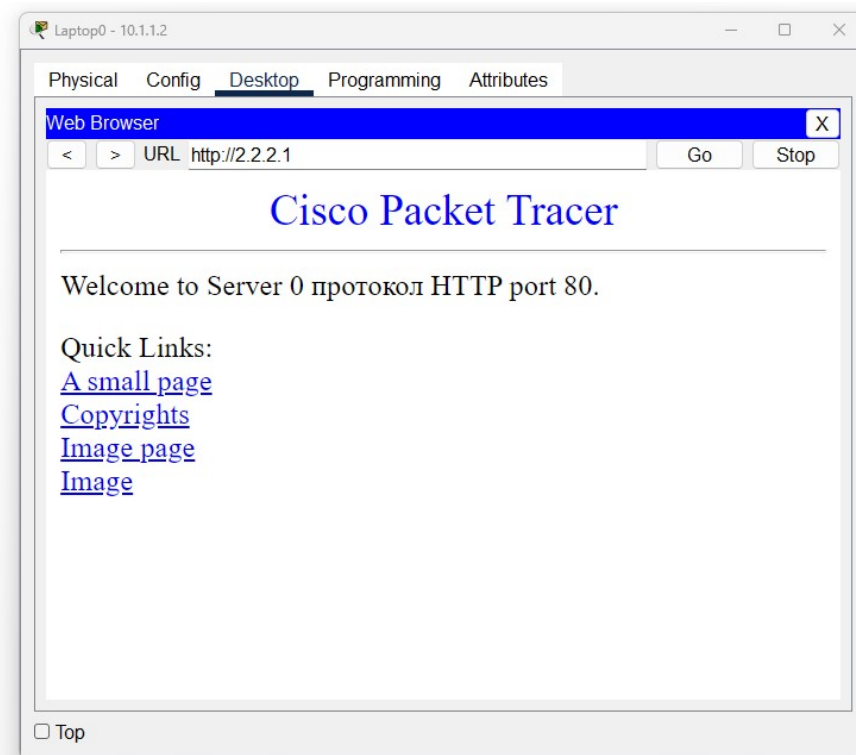 Laptop0 - 10.1.1.2
Physical Config Desktop Programming Attributes
Web Browser X
< > URL http://2.2.2.1 Go Stop
Cisco Packet Tracer
Welcome to Server 0 протокол HTTP port 80.
Quick Links:
A small page
Copyrights
Image page
Image
Top